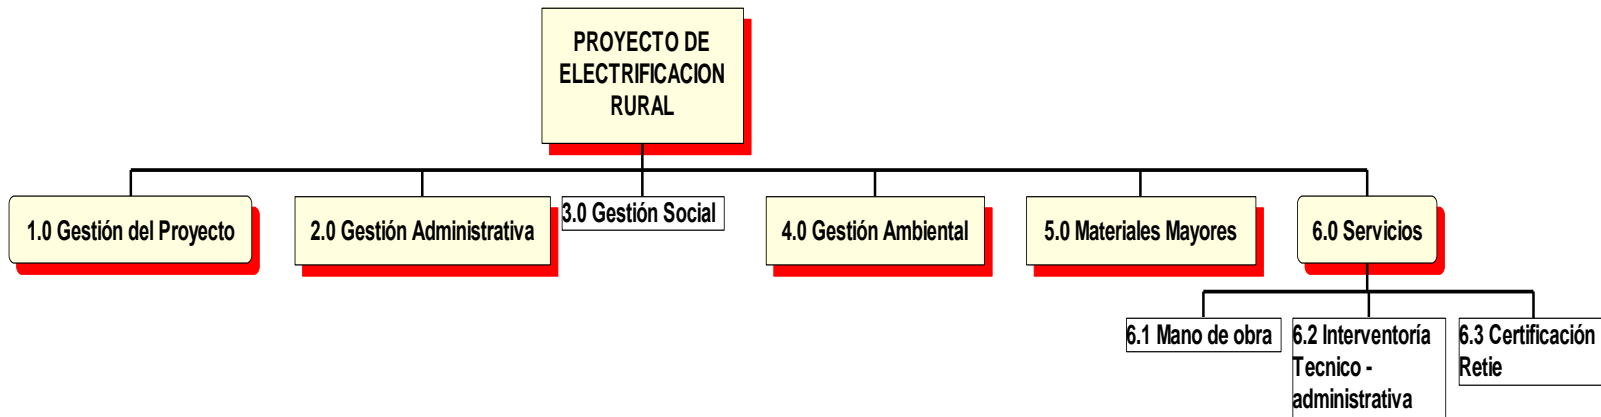 PROYECTO DE
ELECTRIFICACION
RURAL
1.0 Gestión del Proyecto
2.0 Gestión Administrativa
3.0 Gestión Social
4.0 Gestión Ambiental
5.0 Materiales Mayores
6.0 Servicios
6.1 Mano de obra
6.2 Interventoría
Tecnico -
administrativa
6.3 Certificación
Retie